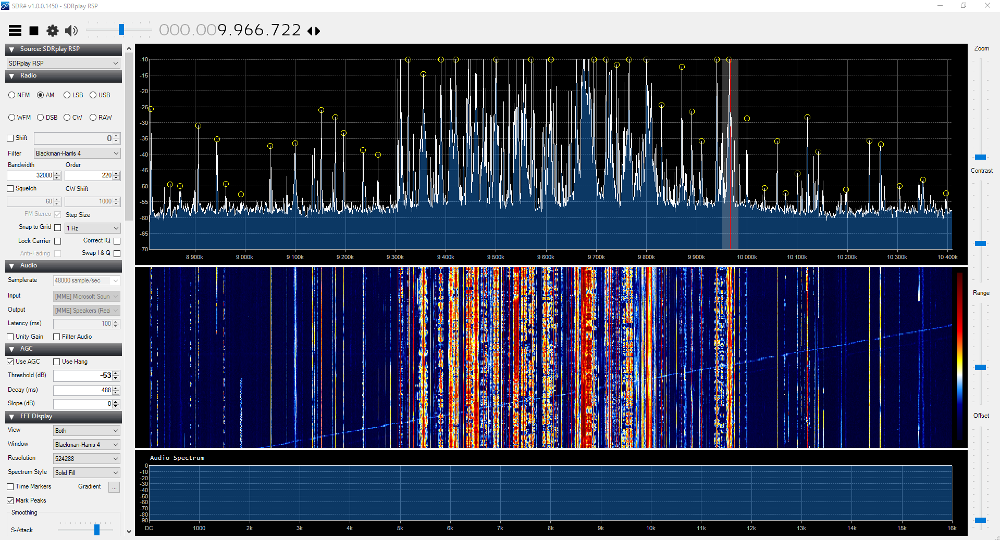 SDR# v1.0.0.1450 - SDRplay RSP
000.009.966.722
Source: SDRplay RSP
SDRplay RSP
Radio
NFM AM LSB USB
WFM DSB CW RAW
Shift 0
Filter Blackman-Harris 4
Bandwidth Order
32000 220
Squelch CW Shift
60 1000
FM Stereo Step Size
Snap to Grid 1 Hz
Lock Carrier Correct IQ
Anti-Fading Swap I & Q
Audio
Samplerate 48000 sample/sec
Input [MME] Microsoft Soun
Output [MME] Speakers (Rea
Latency (ms) 100
Unity Gain Filter Audio
AGC
Use AGC Use Hang
Threshold (dB) -53
Decay (ms) 488
Slope (dB) 0
FFT Display
View Both
Window Blackman-Harris 4
Resolution 524288
Spectrum Style Solid Fill
Time Markers Gradient ...
Mark Peaks
Smoothing
S-Attack
-10
-15
-20
-25
-30
-35
-40
-45
-50
-55
-60
-65
-70
8 900k 9 000k 9 100k 9 200k 9 300k 9 400k 9 500k 9 600k 9 700k 9 800k 9 900k 10 000k 10 100k 10 200k 10 300k 10 400k
Audio Spectrum
0
-10
-20
-30
-40
-50
-60
-70
-80
-90
DC 1000 2k 3k 4k 5k 6k 7k 8k 9k 10k 11k 12k 13k 14k 15k 16k
Zoom
Contrast
Range
Offset